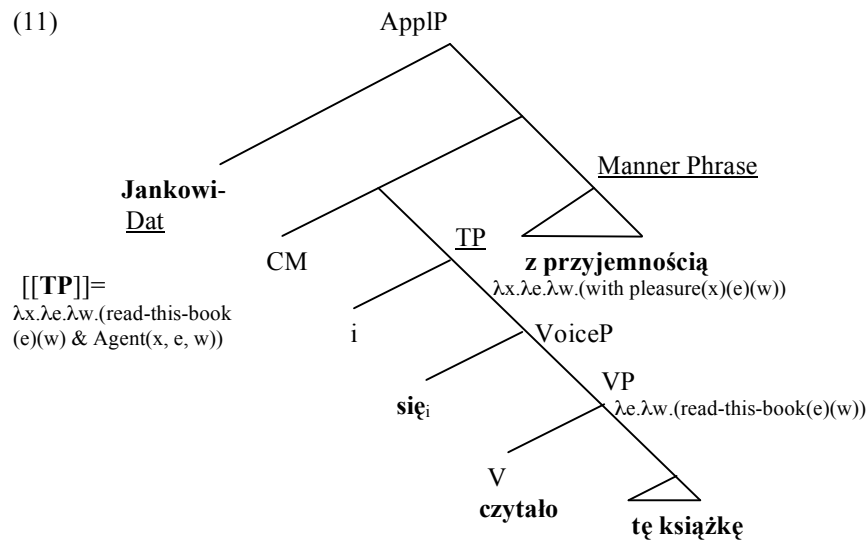 (11)
ApplP
Manner Phrase
Jankowi-
Dat
CM
TP
z przyjemnością
λx.λe.λw.(with pleasure(x)(e)(w))
[[TP]]=
λx.λe.λw.(read-this-book
(e)(w) & Agent(x, e, w))
i
VoiceP
sięi
VP
λe.λw.(read-this-book(e)(w))
V
czytało
tę książkę